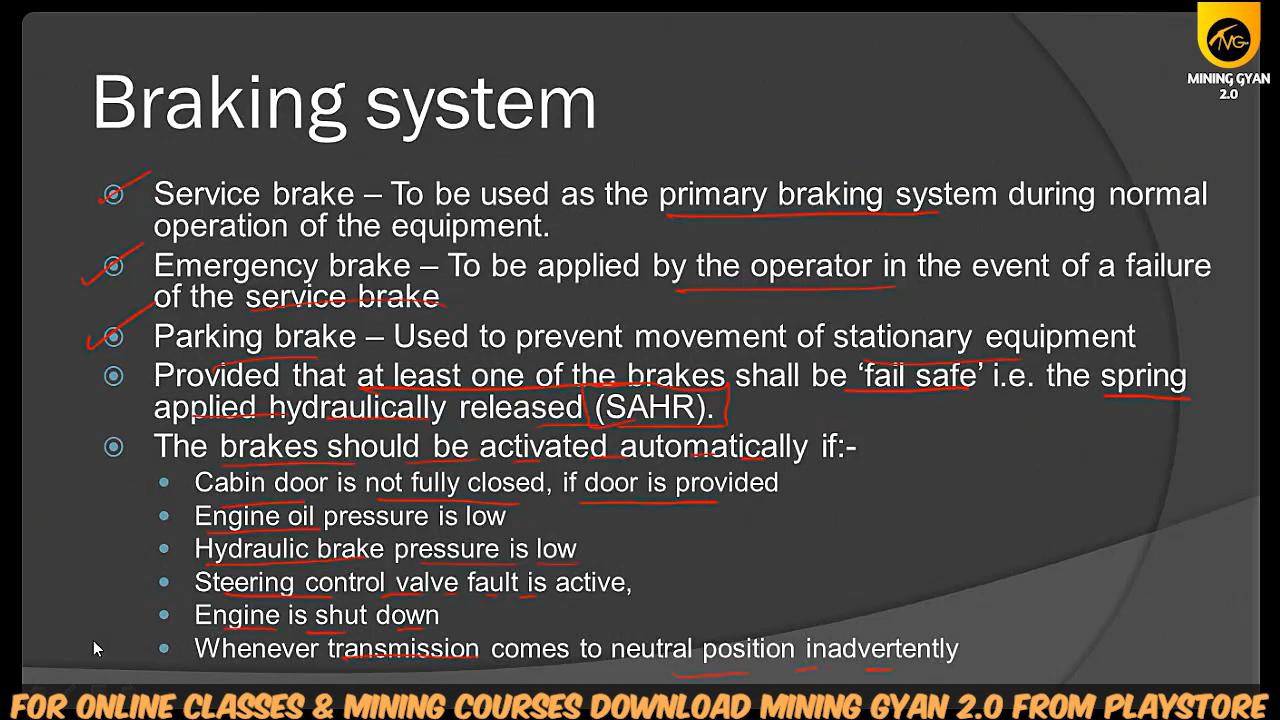 MG
MINING GYAN
2.0
Braking system
Service brake – To be used as the primary braking system during normal
operation of the equipment.
Emergency brake – To be applied by the operator in the event of a failure
of the service brake
Parking brake – Used to prevent movement of stationary equipment
Provided that at least one of the brakes shall be ‘fail safe’ i.e. the spring
applied hydraulically released (SAHR).
The brakes should be activated automatically if:-
Cabin door is not fully closed, if door is provided
Engine oil pressure is low
Hydraulic brake pressure is low
Steering control valve fault is active,
Engine is shut down
Whenever transmission comes to neutral position inadvertently
FOR ONLINE CLASSES & MINING COURSES DOWNLOAD MINING GYAN 2.0 FROM PLAYSTORE